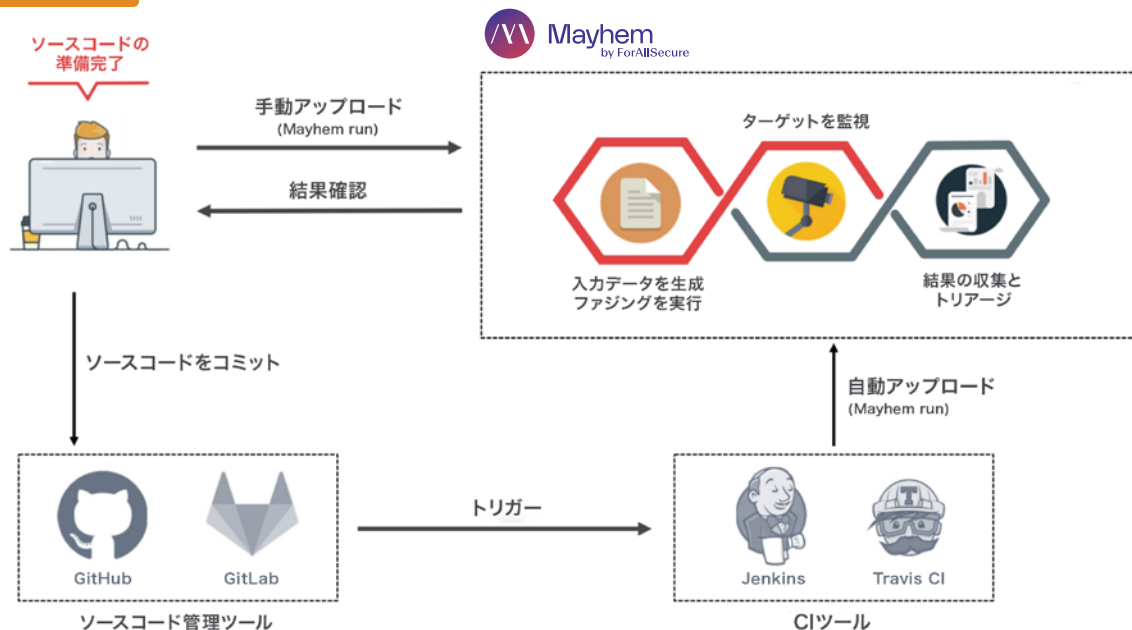 ソースコードの
準備完了
Mayhem
by ForAllSecure
手動アップロード
(Mayhem run)
結果確認
ターゲットを監視
入力データを生成
ファジングを実行
結果の収集と
トリアージ
ソースコードをコミット
自動アップロード
(Mayhem run)
トリガー
GitHub
GitLab
T
Jenkins
Travis CI
ソースコード管理ツール
CIツール